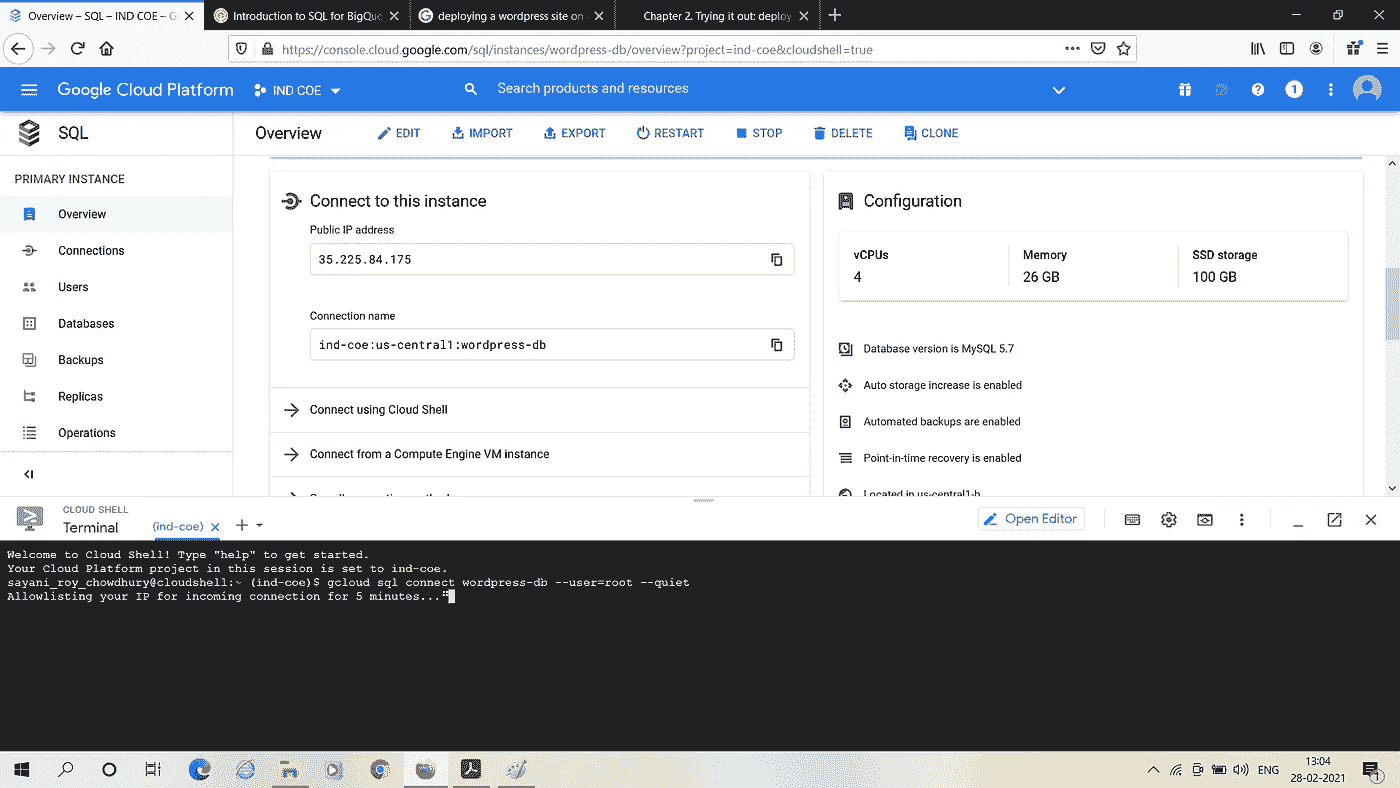 Overview – SQL – IND COE – Go
Introduction to SQL for BigQue
deploying a wordpress site on
Chapter 2. Trying it out: deploy
https://console.cloud.google.com/sql/instances/wordpress-db/overview?project=ind-coe&cloudshell=true
Google Cloud Platform
IND COE
Search products and resources
1
SQL
Overview
EDIT
IMPORT
EXPORT
RESTART
STOP
DELETE
CLONE
PRIMARY INSTANCE
Overview
Connections
Users
Databases
Backups
Replicas
Operations
Connect to this instance
Public IP address
35.225.84.175
Connection name
ind-coe:us-central1:wordpress-db
Connect using Cloud Shell
Connect from a Compute Engine VM instance
Configuration
vCPUs
Memory
SSD storage
4
26 GB
100 GB
Database version is MySQL 5.7
Auto storage increase is enabled
Automated backups are enabled
Point-in-time recovery is enabled
Located in us-central1-b
CLOUD SHELL
Terminal
(ind-coe)
Open Editor
Welcome to Cloud Shell! Type "help" to get started.
Your Cloud Platform project in this session is set to ind-coe.
sayani_roy_chowdhury@cloudshell:~ (ind-coe)$ gcloud sql connect wordpress-db --user=root --quiet
Allowlisting your IP for incoming connection for 5 minutes...
ENG
13:04
28-02-2021
1